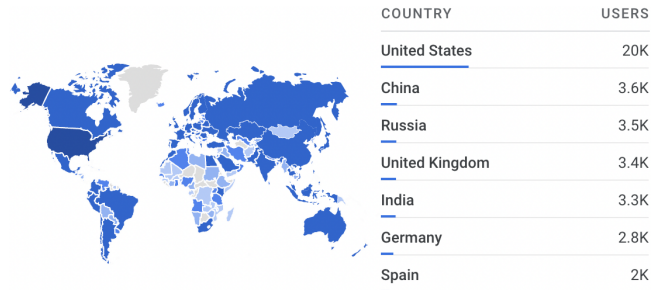 COUNTRY USERS
United States 20K
China 3.6K
Russia 3.5K
United Kingdom 3.4K
India 3.3K
Germany 2.8K
Spain 2K